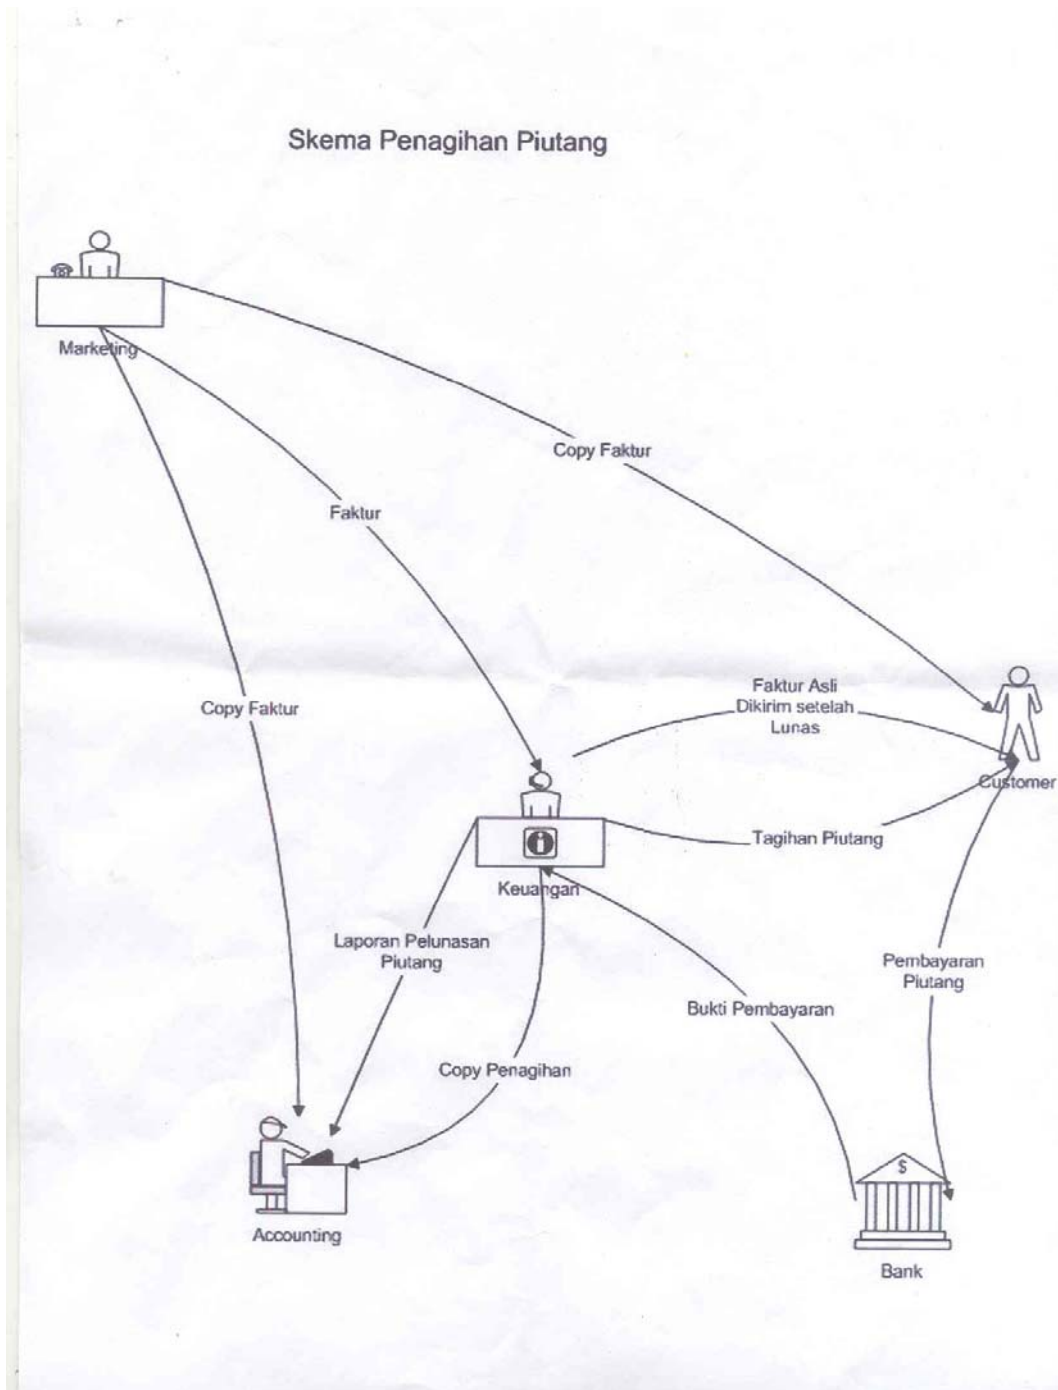 Skema Penagihan Piutang
Marketing
Copy Faktur
Faktur
Copy Faktur
Faktur Asli
Dikirim setelah
Lunas
Customer
Tagihan Piutang
Keuangan
Laporan Pelunasan
Piutang
Pembayaran
Piutang
Bukti Pembayaran
Copy Penagihan
$
Accounting
Bank